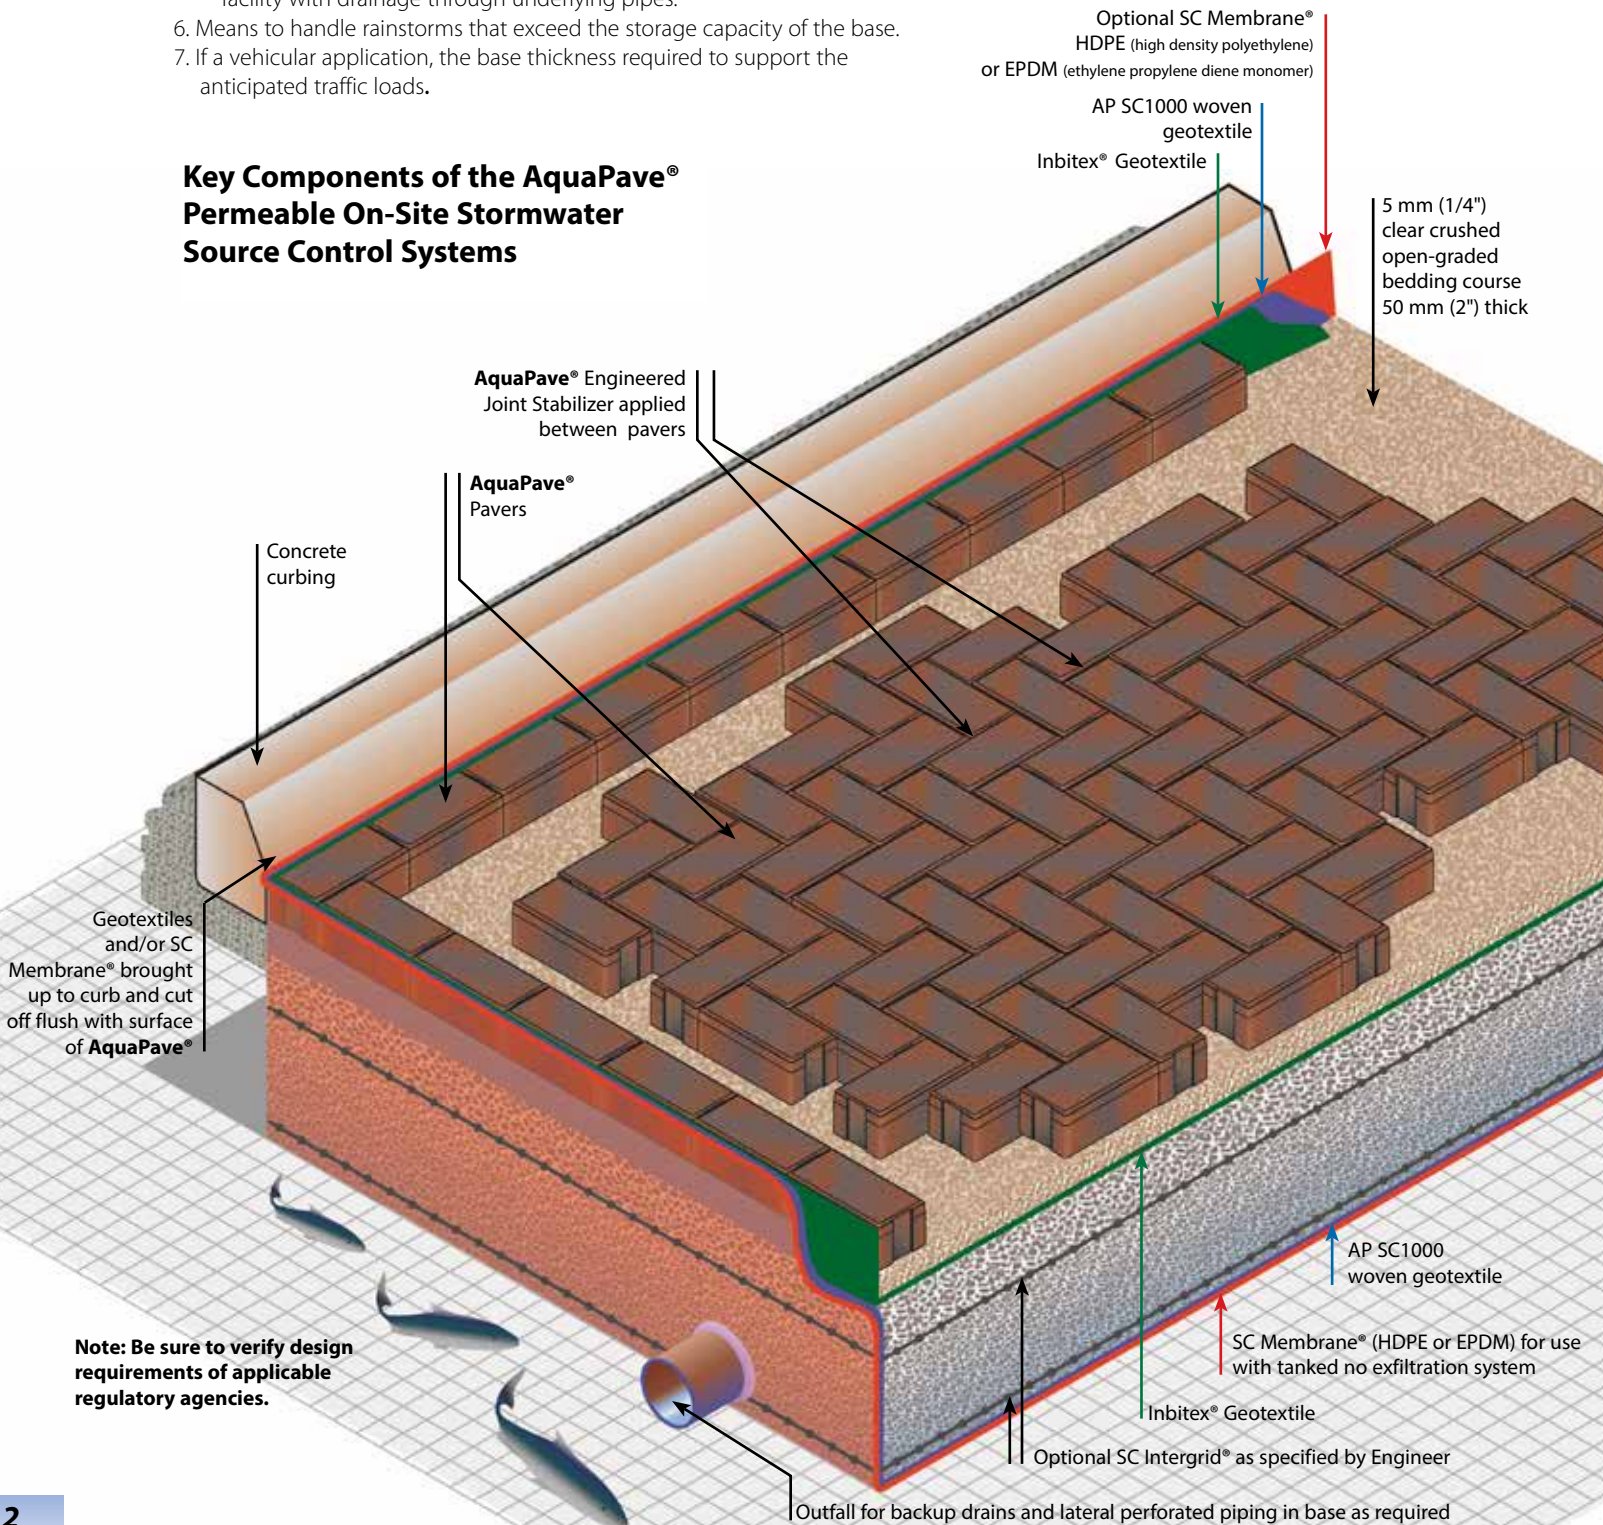 facility with drainage through underlying pipes.
6. Means to handle rainstorms that exceed the storage capacity of the base.
7. If a vehicular application, the base thickness required to support the
anticipated traffic loads.
Key Components of the AquaPave®
Permeable On-Site Stormwater
Source Control Systems
Optional SC Membrane®
HDPE (high density polyethylene)
or EPDM (ethylene propylene diene monomer)
AP SC1000 woven
geotextile
Inbitex® Geotextile
5 mm (1/4")
clear crushed
open-graded
bedding course
50 mm (2") thick
AquaPave® Engineered
Joint Stabilizer applied
between pavers
AquaPave®
Pavers
Concrete
curbing
Geotextiles
and/or SC
Membrane® brought
up to curb and cut
off flush with surface
of AquaPave®
Note: Be sure to verify design
requirements of applicable
regulatory agencies.
AP SC1000
woven geotextile
SC Membrane® (HDPE or EPDM) for use
with tanked no exfiltration system
Inbitex® Geotextile
Optional SC Intergrid® as specified by Engineer
Outfall for backup drains and lateral perforated piping in base as required
2